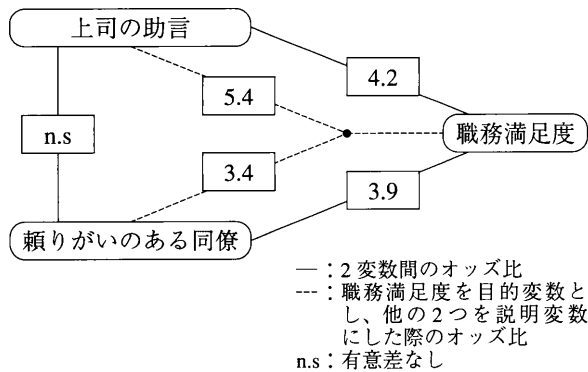 上司の助言
4.2
5.4
n.s
職務満足度
3.4
3.9
頼りがいのある同僚
―：2変数間のオッズ比
---：職務満足度を目的変数と
し、他の2つを説明変数
にした際のオッズ比
n.s：有意差なし